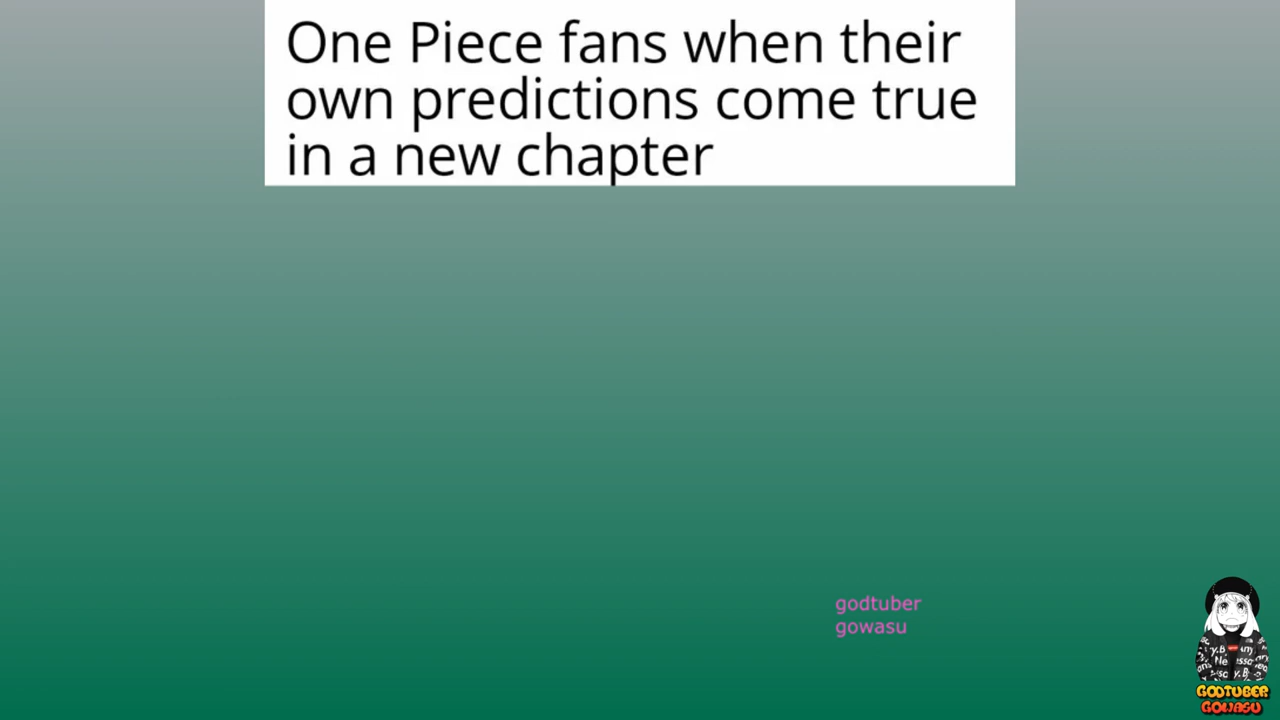 One Piece fans when their
own predictions come true
in a new chapter
godtuber
gowasu
GODTUBER
GOWASU